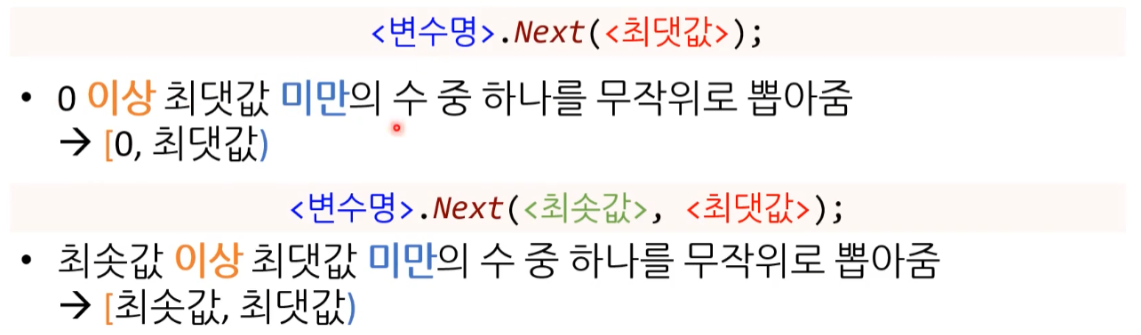 <변수명>.Next(<최댓값>);
• 0 이상 최댓값 미만의 수 중 하나를 무작위로 뽑아줌
→ [0, 최댓값)
<변수명>.Next(<최솟값>, <최댓값>);
• 최솟값 이상 최댓값 미만의 수 중 하나를 무작위로 뽑아줌
→ [최솟값, 최댓값)